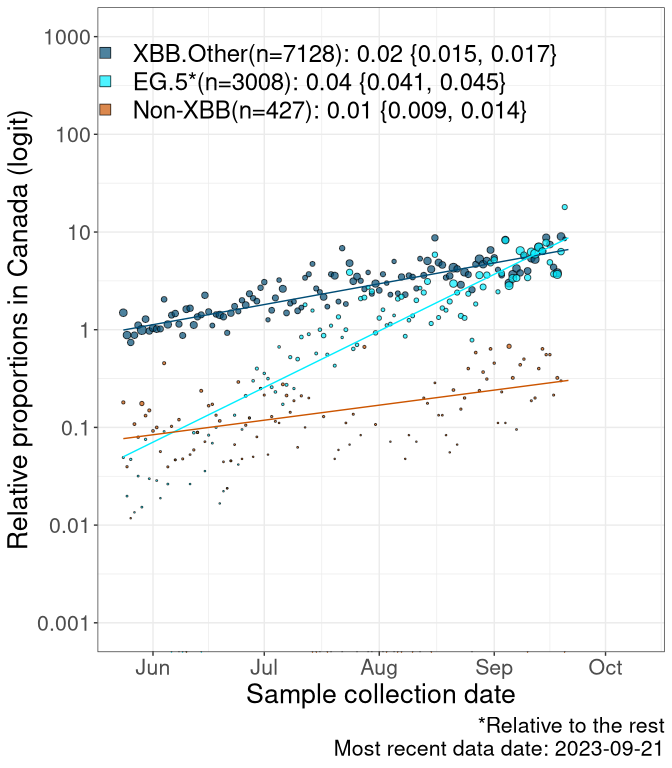 1000
100
10
1
0.1
0.01
0.001
Relative proportions in Canada (logit)
XBB.Other(n=7128): 0.02 {0.015, 0.017}
EG.5*(n=3008): 0.04 {0.041, 0.045}
Non-XBB(n=427): 0.01 {0.009, 0.014}
Jun Jul Aug Sep Oct
Sample collection date
*Relative to the rest
Most recent data date: 2023-09-21